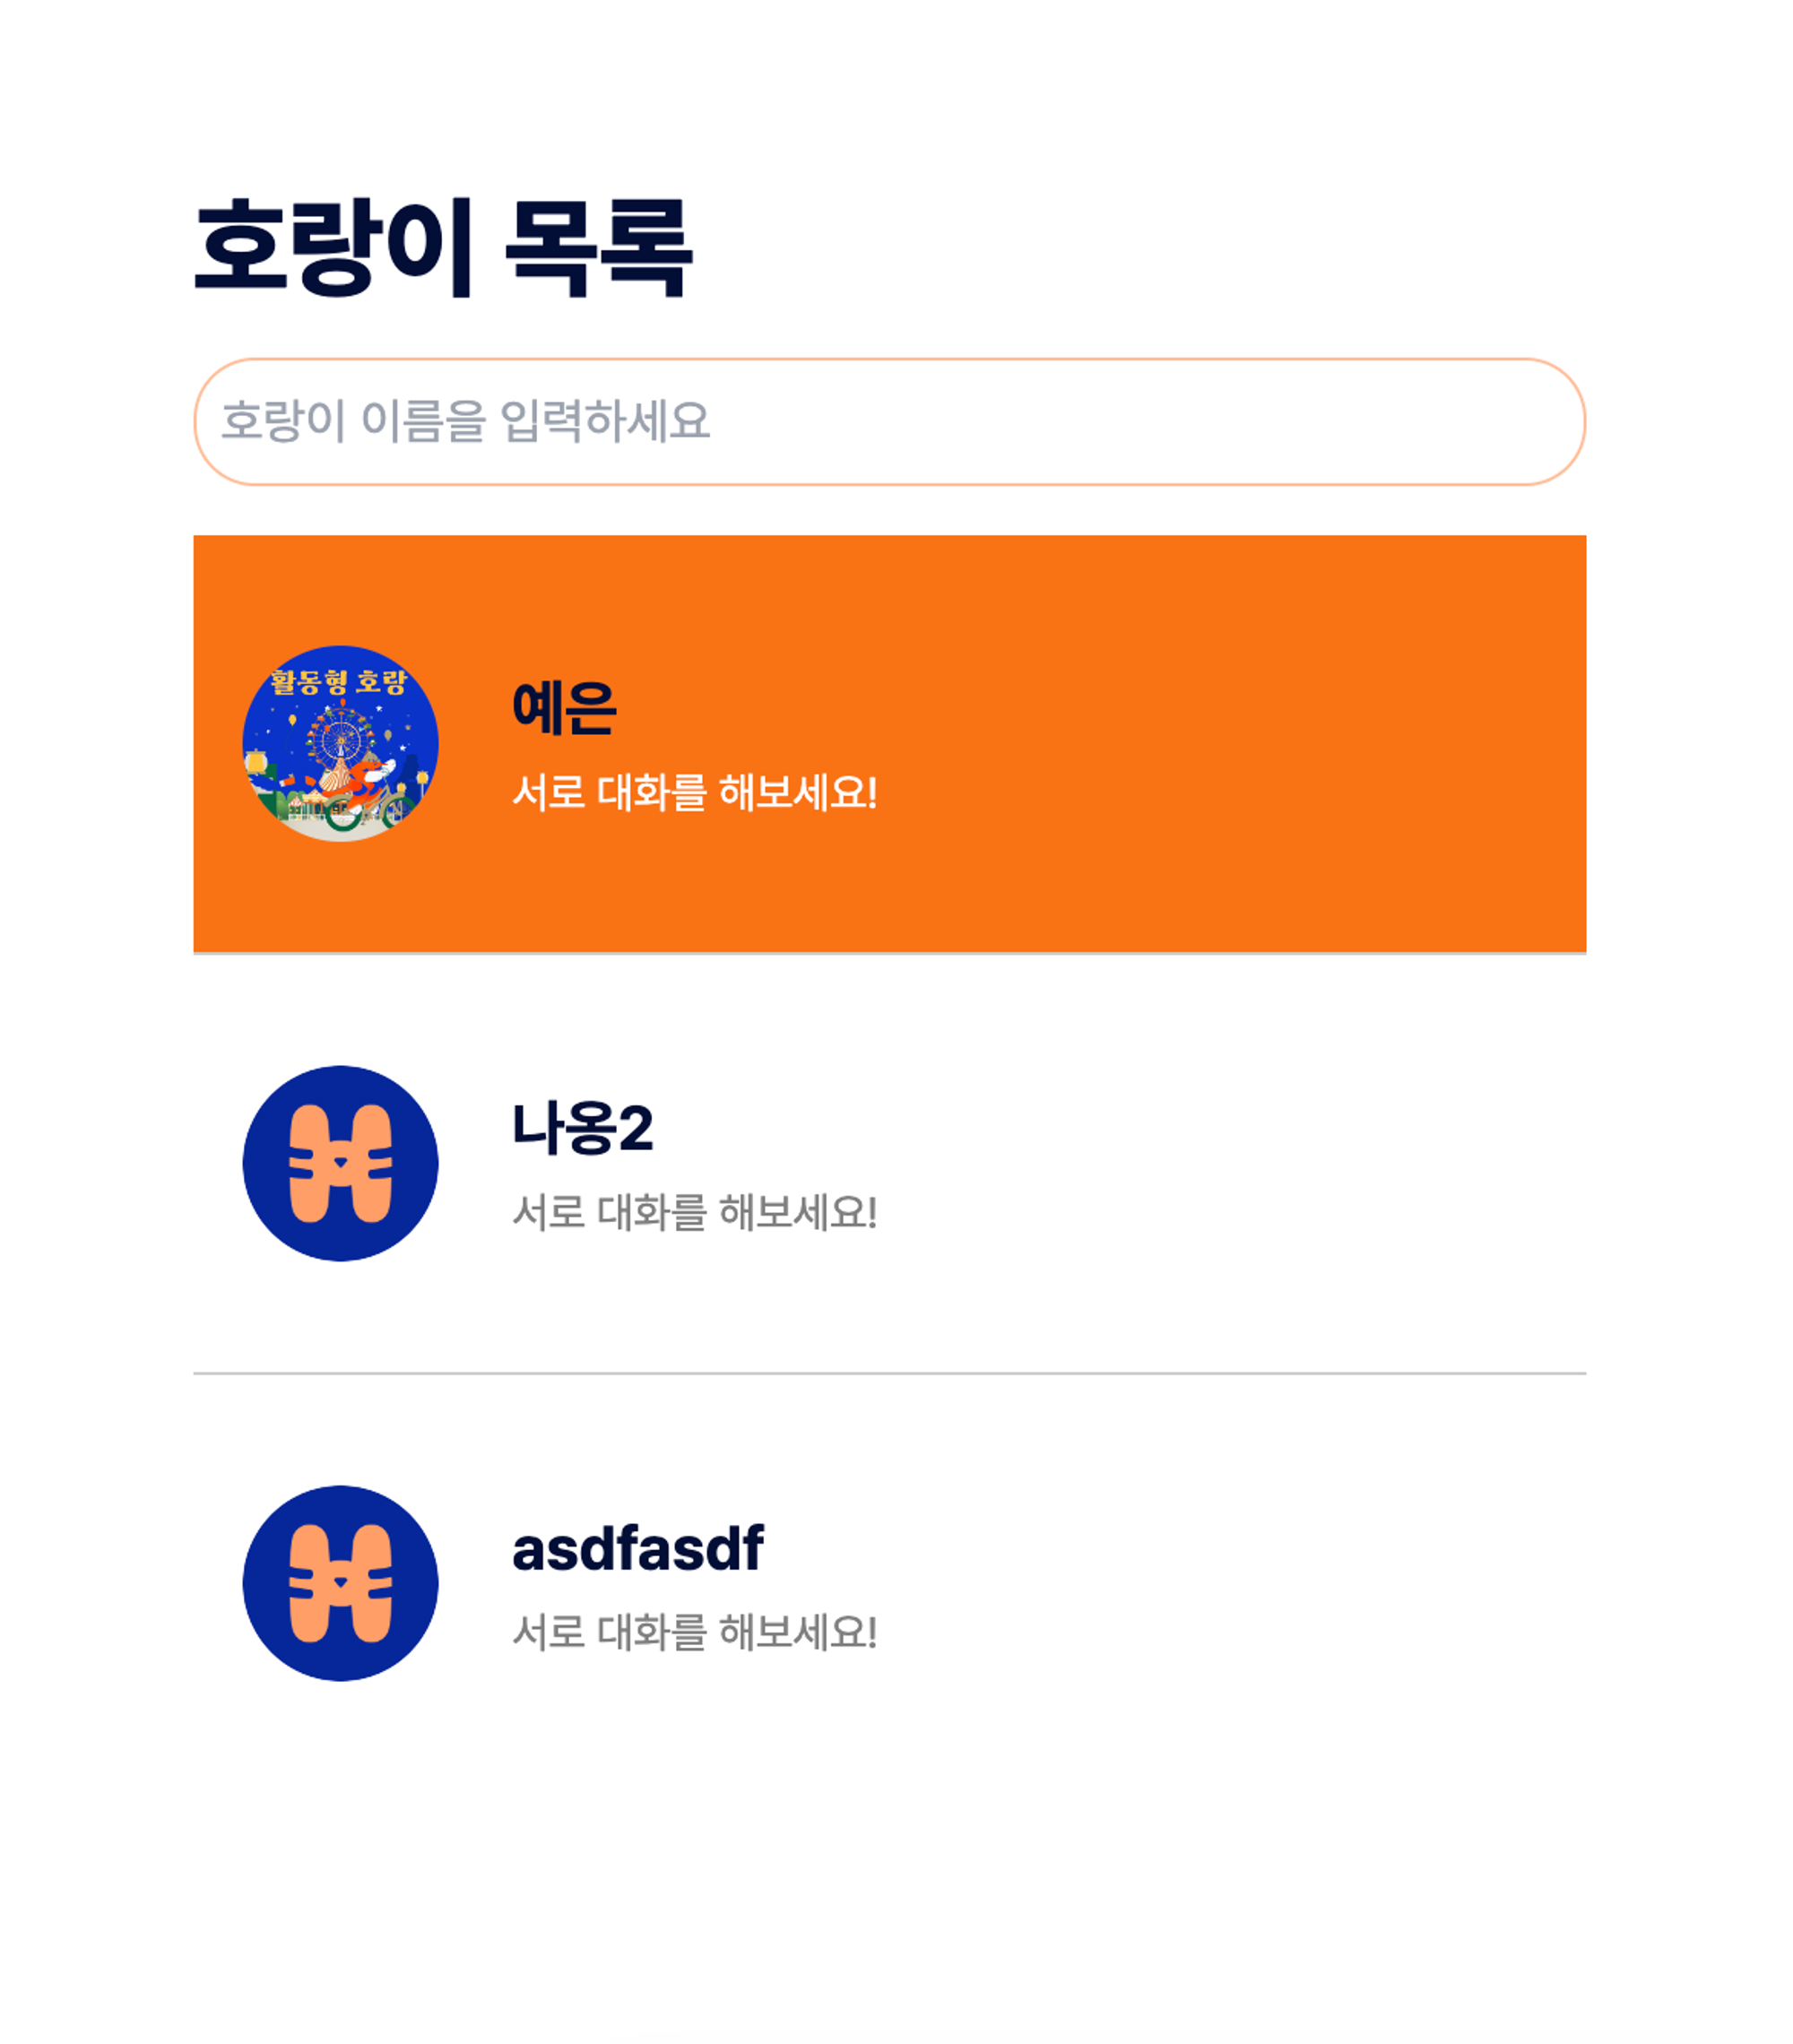 호랑이 목록
호랑이 이름을 입력하세요
활동형 호랑
예은
서로 대화를 해보세요!
나옹2
서로 대화를 해보세요!
asdfasdf
서로 대화를 해보세요!